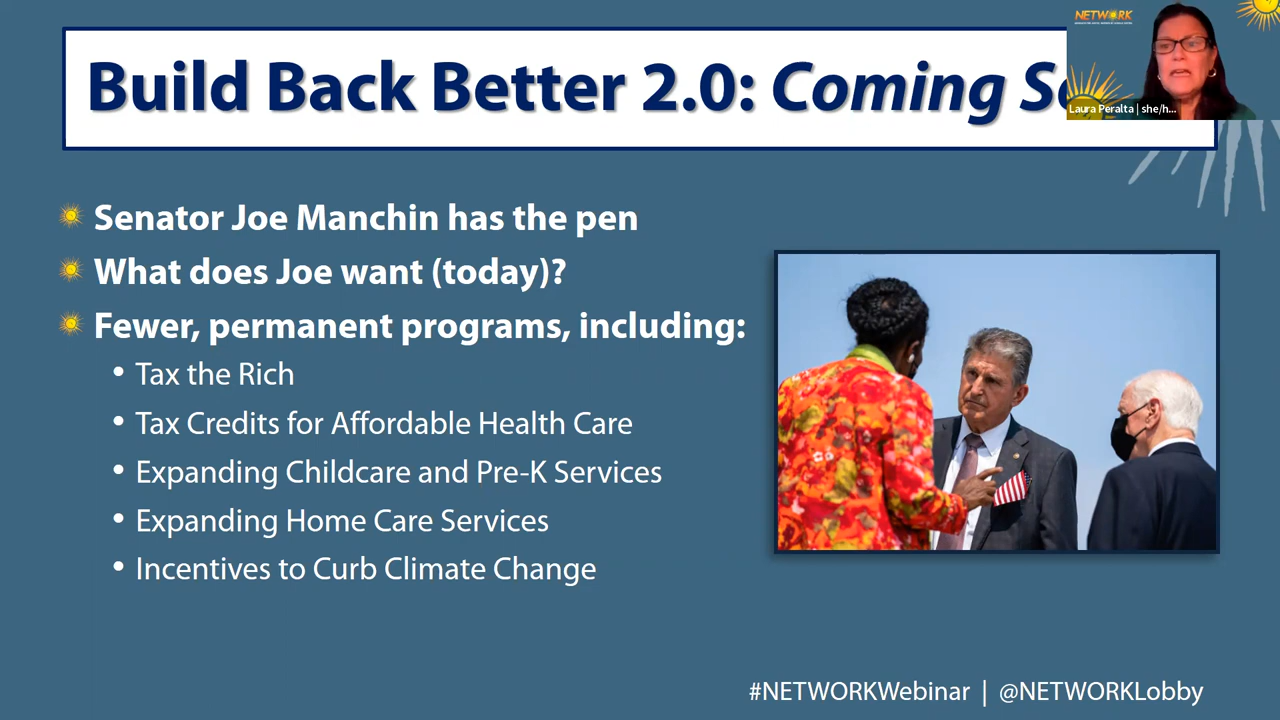 Build Back Better 2.0: Coming
NETWORK
Laura Peralta | she/h...
Senator Joe Manchin has the pen
What does Joe want (today)?
Fewer, permanent programs, including:
• Tax the Rich
• Tax Credits for Affordable Health Care
• Expanding Childcare and Pre-K Services
• Expanding Home Care Services
• Incentives to Curb Climate Change
#NETWORKWebinar | @NETWORKLobby